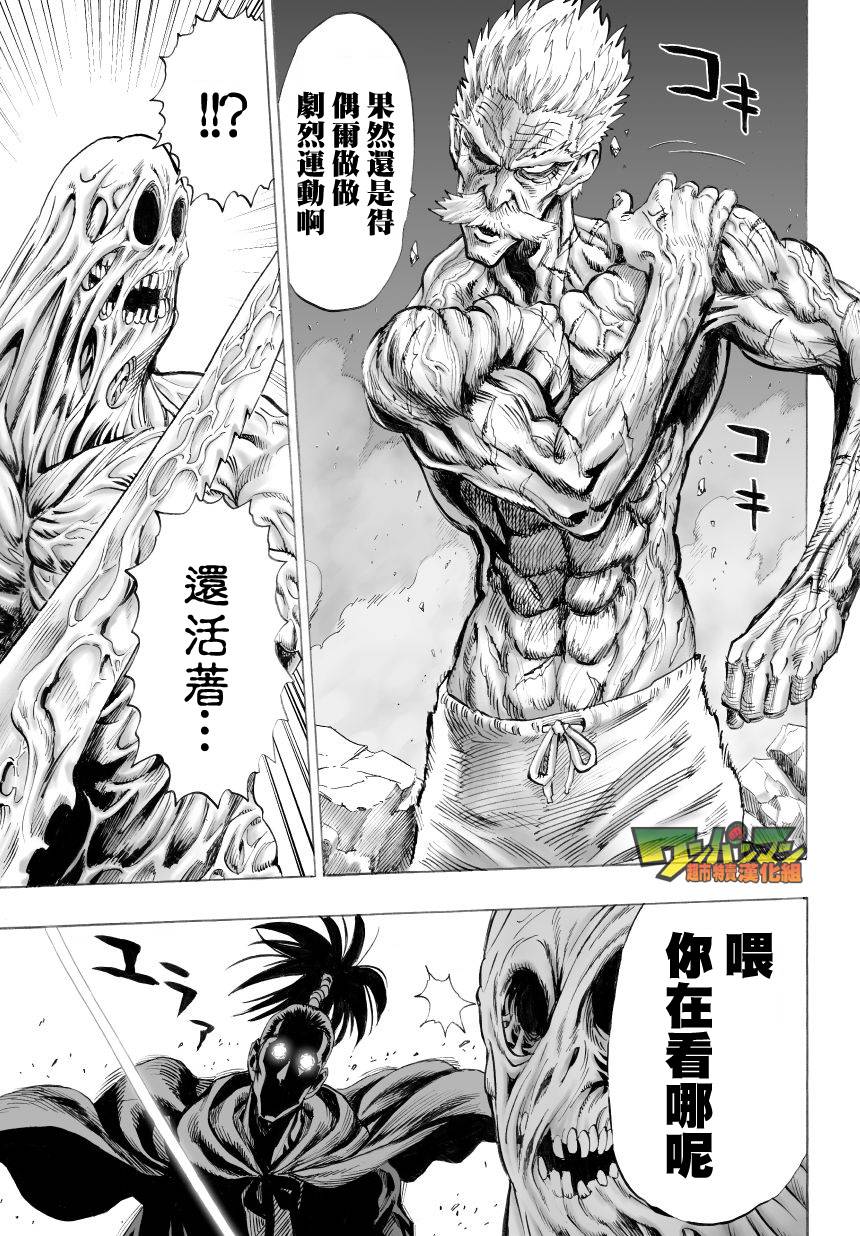 コキ
果然還是得
偶爾做做
劇烈運動啊
コキ
!!?
還活著…
ワンパンマン
超市特賣漢化組
喂
你在看哪呢
ユラァ